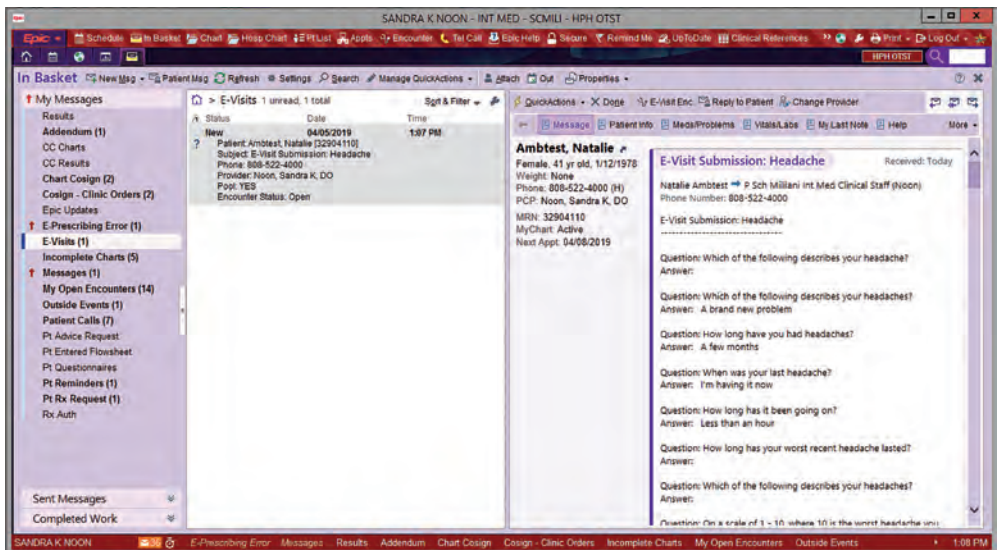 SANDRA K NOON - INT MED - SCMILI - HPH OTST
Epic Schedule In Basket Chart Hosp Chart PtList Appts Encounter Tel Call Epic Help Secure Remind Me UpToDate Clinical References Print Log Out
HPH OTST
In Basket New Msg Patient Msg Refresh Settings Search Manage QuickActions Attach Out Properties
My Messages
Results
Addendum (1)
CC Charts
CC Results
Chart Cosign (2)
Cosign - Clinic Orders (2)
Epic Updates
E-Prescribing Error (1)
E-Visits (1)
Incomplete Charts (5)
Messages (1)
My Open Encounters (14)
Outside Events (1)
Patient Calls (7)
Pt Advice Request
Pt Entered Flowsheet
Pt Questionnaires
Pt Reminders (1)
Pt Rx Request (1)
Rx Auth
Sent Messages
Completed Work
> E-Visits 1 unread, 1 total Sort & Filter
Status Date Time
New 04/05/2019 1:07 PM
? Patient: Ambtest, Natalie [32904110]
Subject: E-Visit Submission: Headache
Phone: 808-522-4000
Provider: Noon, Sandra K, DO
Pool: YES
Encounter Status: Open
QuickActions Done E-Visit Enc Reply to Patient Change Provider
Message Patient Info Meds/Problems Vitals/Labs My Last Note Help More
Ambtest, Natalie
Female, 41 yr old, 1/12/1978
Weight: None
Phone: 808-522-4000 (H)
PCP: Noon, Sandra K, DO
MRN: 32904110
MyChart: Active
Next Appt: 04/08/2019
E-Visit Submission: Headache Received: Today
Natalie Ambtest P Sch Mililani Int Med Clinical Staff (Noon)
Phone Number: 808-522-4000
E-Visit Submission: Headache
--------------------------------
Question: Which of the following describes your headache?
Answer:
Question: Which of the following describes your headaches?
Answer: A brand new problem
Question: How long have you had headaches?
Answer: A few months
Question: When was your last headache?
Answer: I'm having it now
Question: How long has it been going on?
Answer: Less than an hour
Question: How long has your worst recent headache lasted?
Answer:
Question: Which of the following describes your headaches?
Answer:
Question: On a scale of 1 - 10, where 10 is the worst headache you
SANDRA K NOON 36 E-Prescribing Error Messages Results Addendum Chart Cosign Cosign - Clinic Orders Incomplete Charts My Open Encounters Outside Events 1:08 PM